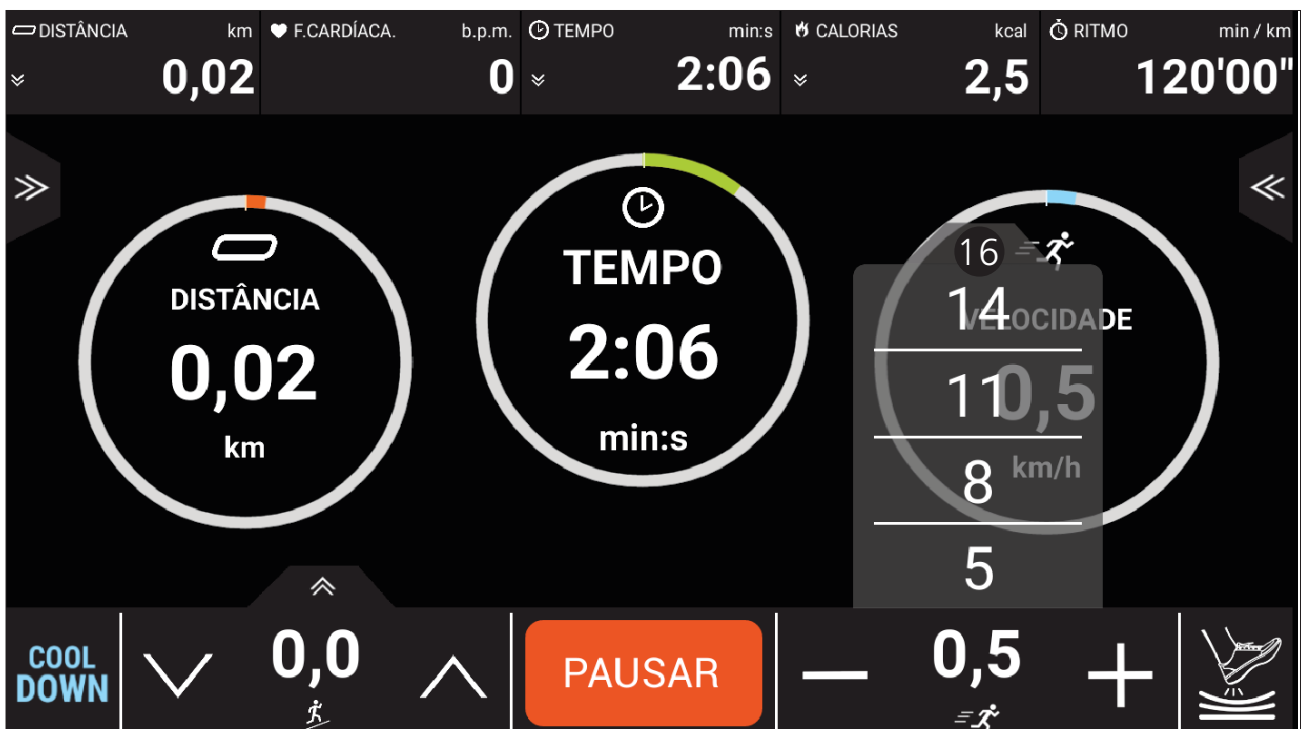 DISTÂNCIA km
0,02
F.CARDÍACA. b.p.m.
0
TEMPO min:s
2:06
CALORIAS kcal
2,5
RITMO min / km
120'00"
DISTÂNCIA
0,02
km
TEMPO
2:06
min:s
VELOCIDADE
0,5
km/h
16
14
11
8
5
COOL
DOWN
0,0
PAUSAR
0,5